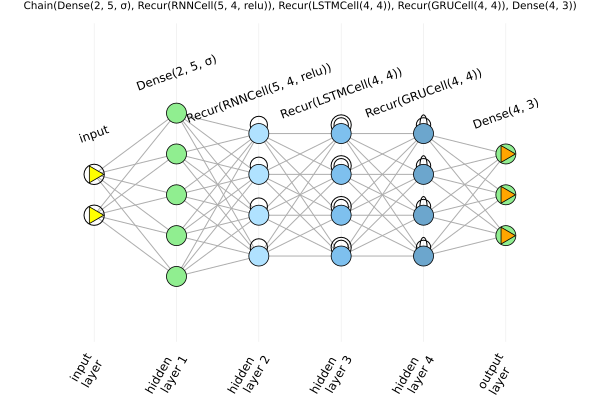 Chain(Dense(2, 5, σ), Recur(RNNCell(5, 4, relu)), Recur(LSTMCell(4, 4)), Recur(GRUCell(4, 4)), Dense(4, 3))
input
Dense(2, 5, σ)
Recur(RNNCell(5, 4, relu))
Recur(LSTMCell(4, 4))
Recur(GRUCell(4, 4))
Dense(4, 3)
input
layer
hidden
layer 1
hidden
layer 2
hidden
layer 3
hidden
layer 4
output
layer